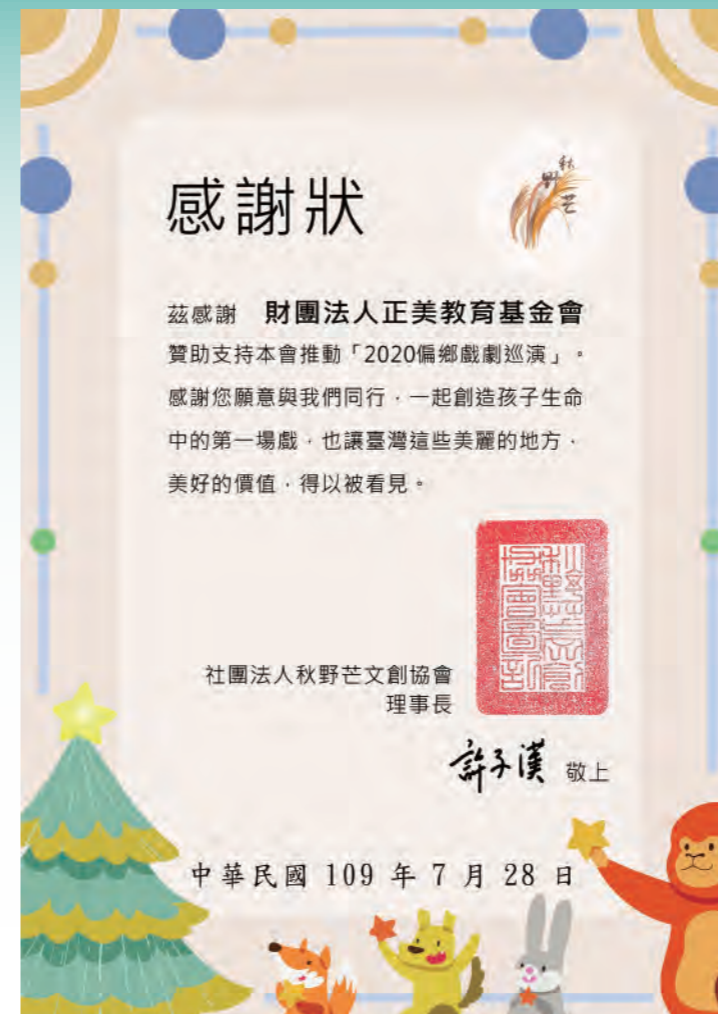 感謝狀
秋
野
芒
茲感謝　財團法人正美教育基金會
贊助支持本會推動「2020偏鄉戲劇巡演」。
感謝您願意與我們同行，一起創造孩子生命
中的第一場戲，也讓臺灣這些美麗的地方，
美好的價值，得以被看見。
社團法人秋野芒文創協會
理事長
許子漢 敬上
中華民國 109 年 7 月 28 日